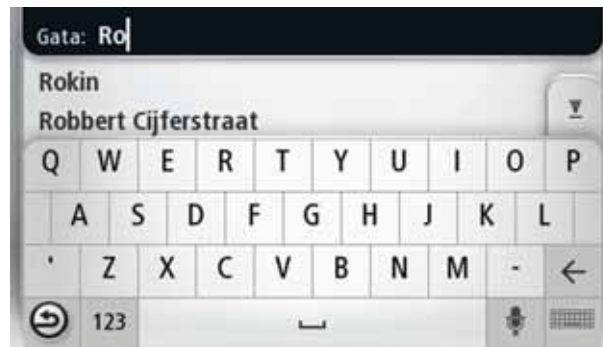 Gata: Ro
Rokin
Robbert Cijferstraat
Q W E R T Y U I O P
A S D F G H J K L
' Z X C V B N M -
123